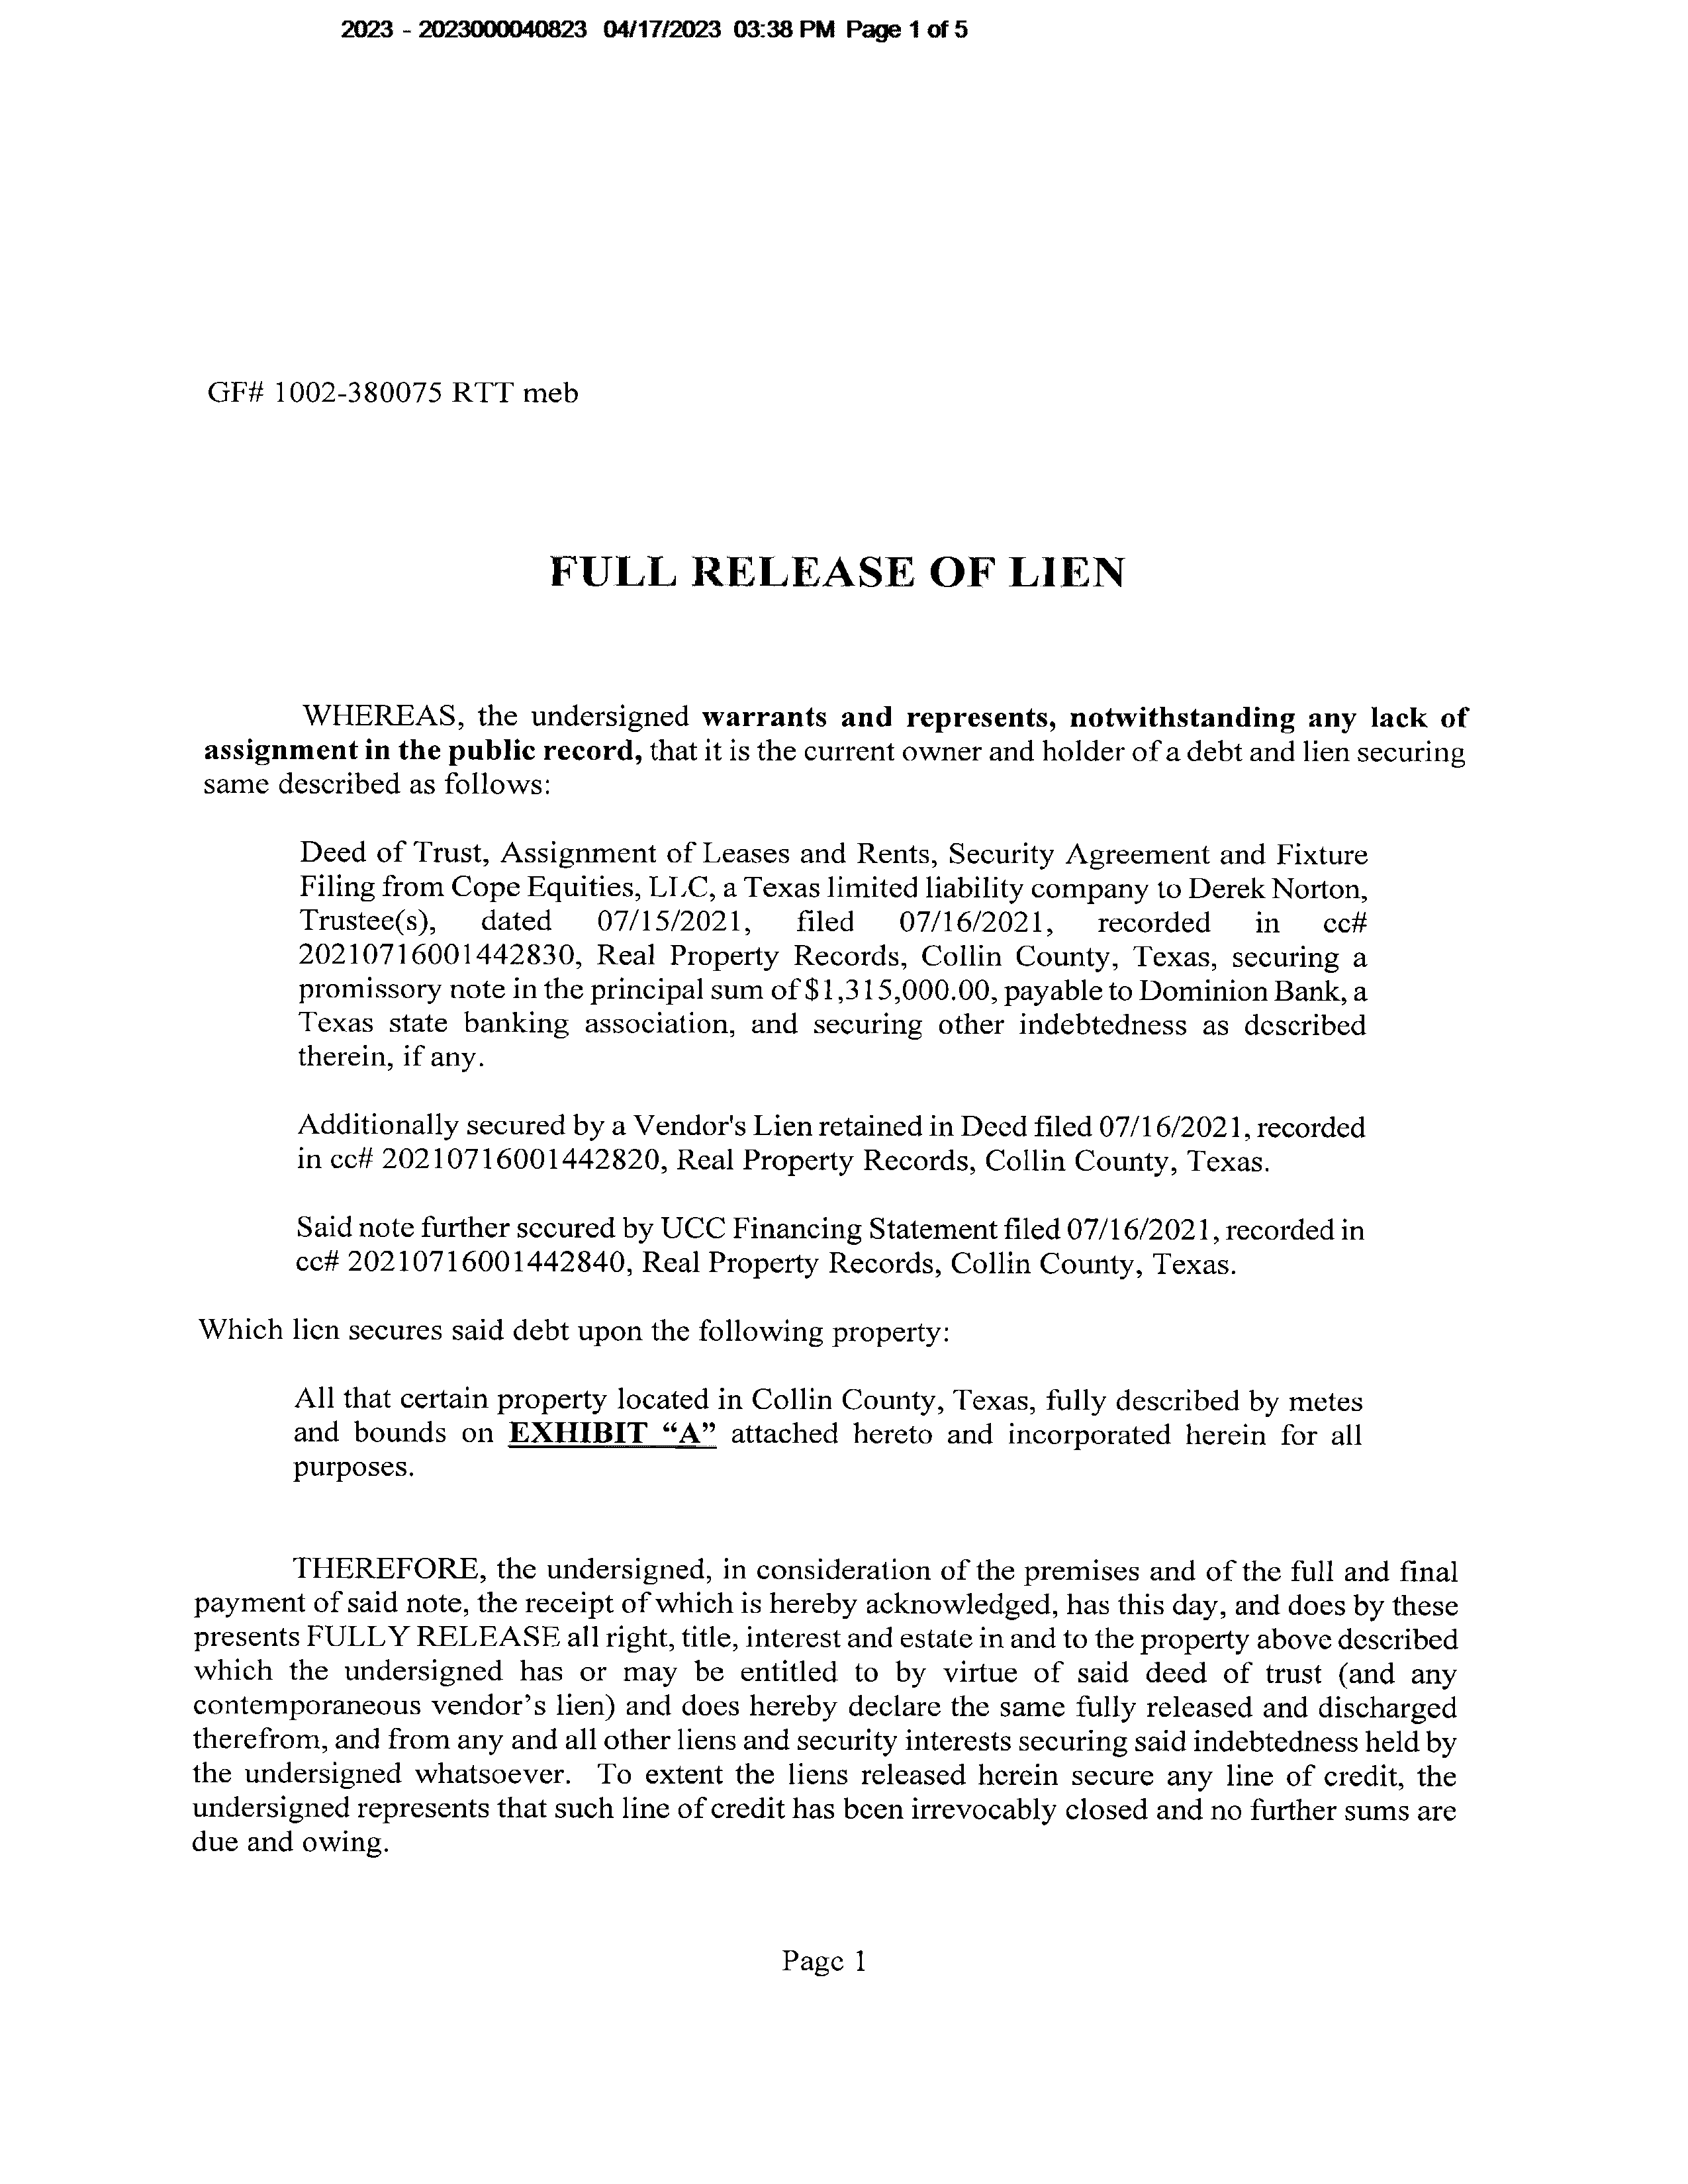 2023 - 2023000040823 04/17/2023 03:38 PM Page 1 of 5
GF# 1002-380075 RTT meb
FULL RELEASE OF LIEN
WHEREAS, the undersigned warrants and represents, notwithstanding any lack of
assignment in the public record, that it is the current owner and holder of a debt and lien securing
same described as follows:
Deed of Trust, Assignment of Leases and Rents, Security Agreement and Fixture
Filing from Cope Equities, LLC, a Texas limited liability company to Derek Norton,
Trustee(s), dated 07/15/2021, filed 07/16/2021, recorded in cc#
20210716001442830, Real Property Records, Collin County, Texas, securing a
promissory note in the principal sum of $1,315,000.00, payable to Dominion Bank, a
Texas state banking association, and securing other indebtedness as described
therein, if any.
Additionally secured by a Vendor's Lien retained in Deed filed 07/16/2021, recorded
in cc# 20210716001442820, Real Property Records, Collin County, Texas.
Said note further secured by UCC Financing Statement filed 07/16/2021, recorded in
cc# 20210716001442840, Real Property Records, Collin County, Texas.
Which lien secures said debt upon the following property:
All that certain property located in Collin County, Texas, fully described by metes
and bounds on EXHIBIT “A” attached hereto and incorporated herein for all
purposes.
THEREFORE, the undersigned, in consideration of the premises and of the full and final
payment of said note, the receipt of which is hereby acknowledged, has this day, and does by these
presents FULLY RELEASE all right, title, interest and estate in and to the property above described
which the undersigned has or may be entitled to by virtue of said deed of trust (and any
contemporaneous vendor’s lien) and does hereby declare the same fully released and discharged
therefrom, and from any and all other liens and security interests securing said indebtedness held by
the undersigned whatsoever. To extent the liens released herein secure any line of credit, the
undersigned represents that such line of credit has been irrevocably closed and no further sums are
due and owing.
Page 1